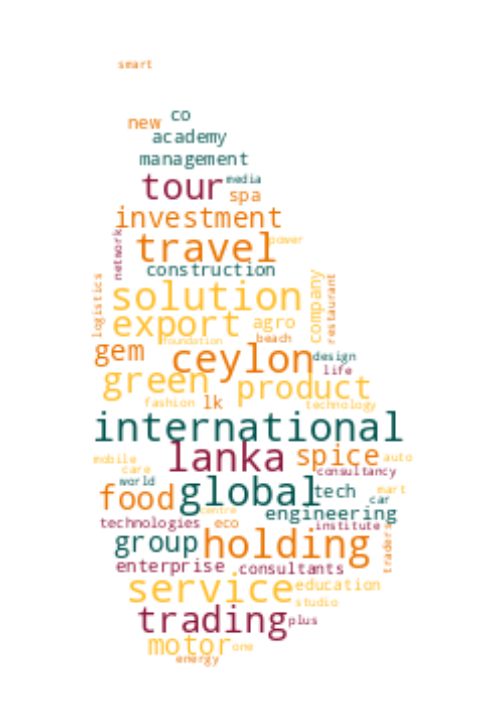 smart
co
new
academy
management
tour media
spa
investment
network
travel power
construction
logistics
solution company restaurant
export agro
foundation beach
gem ceylon design
life
green product
fashion lk technology
international
lanka spice auto
mobile
care consultancy
world
food global tech mart
car
centre engineering
technologies eco institute
group holding traders
enterprise consultants
service education
studio
trading plus
motor one
energy